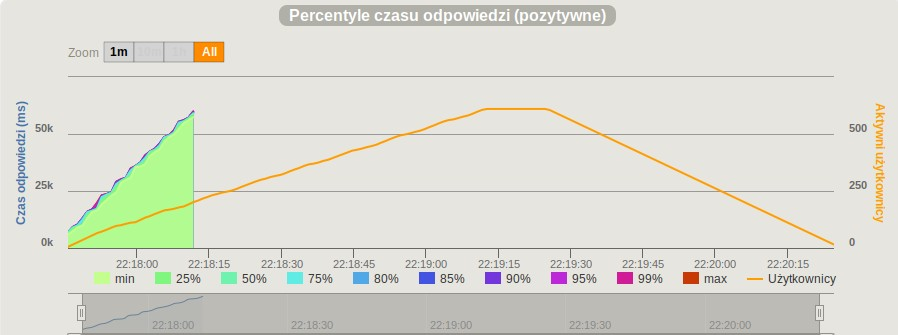 Percentyle czasu odpowiedzi (pozytywne)
Zoom 1m 10m 1h All
Czas odpowiedzi (ms)
50k
25k
0k
500
250
0
Aktywni użytkownicy
22:18:00 22:18:15 22:18:30 22:18:45 22:19:00 22:19:15 22:19:30 22:19:45 22:20:00 22:20:15
min 25% 50% 75% 80% 85% 90% 95% 99% max Użytkownicy
22:18:00 22:18:30 22:19:00 22:19:30 22:20:00